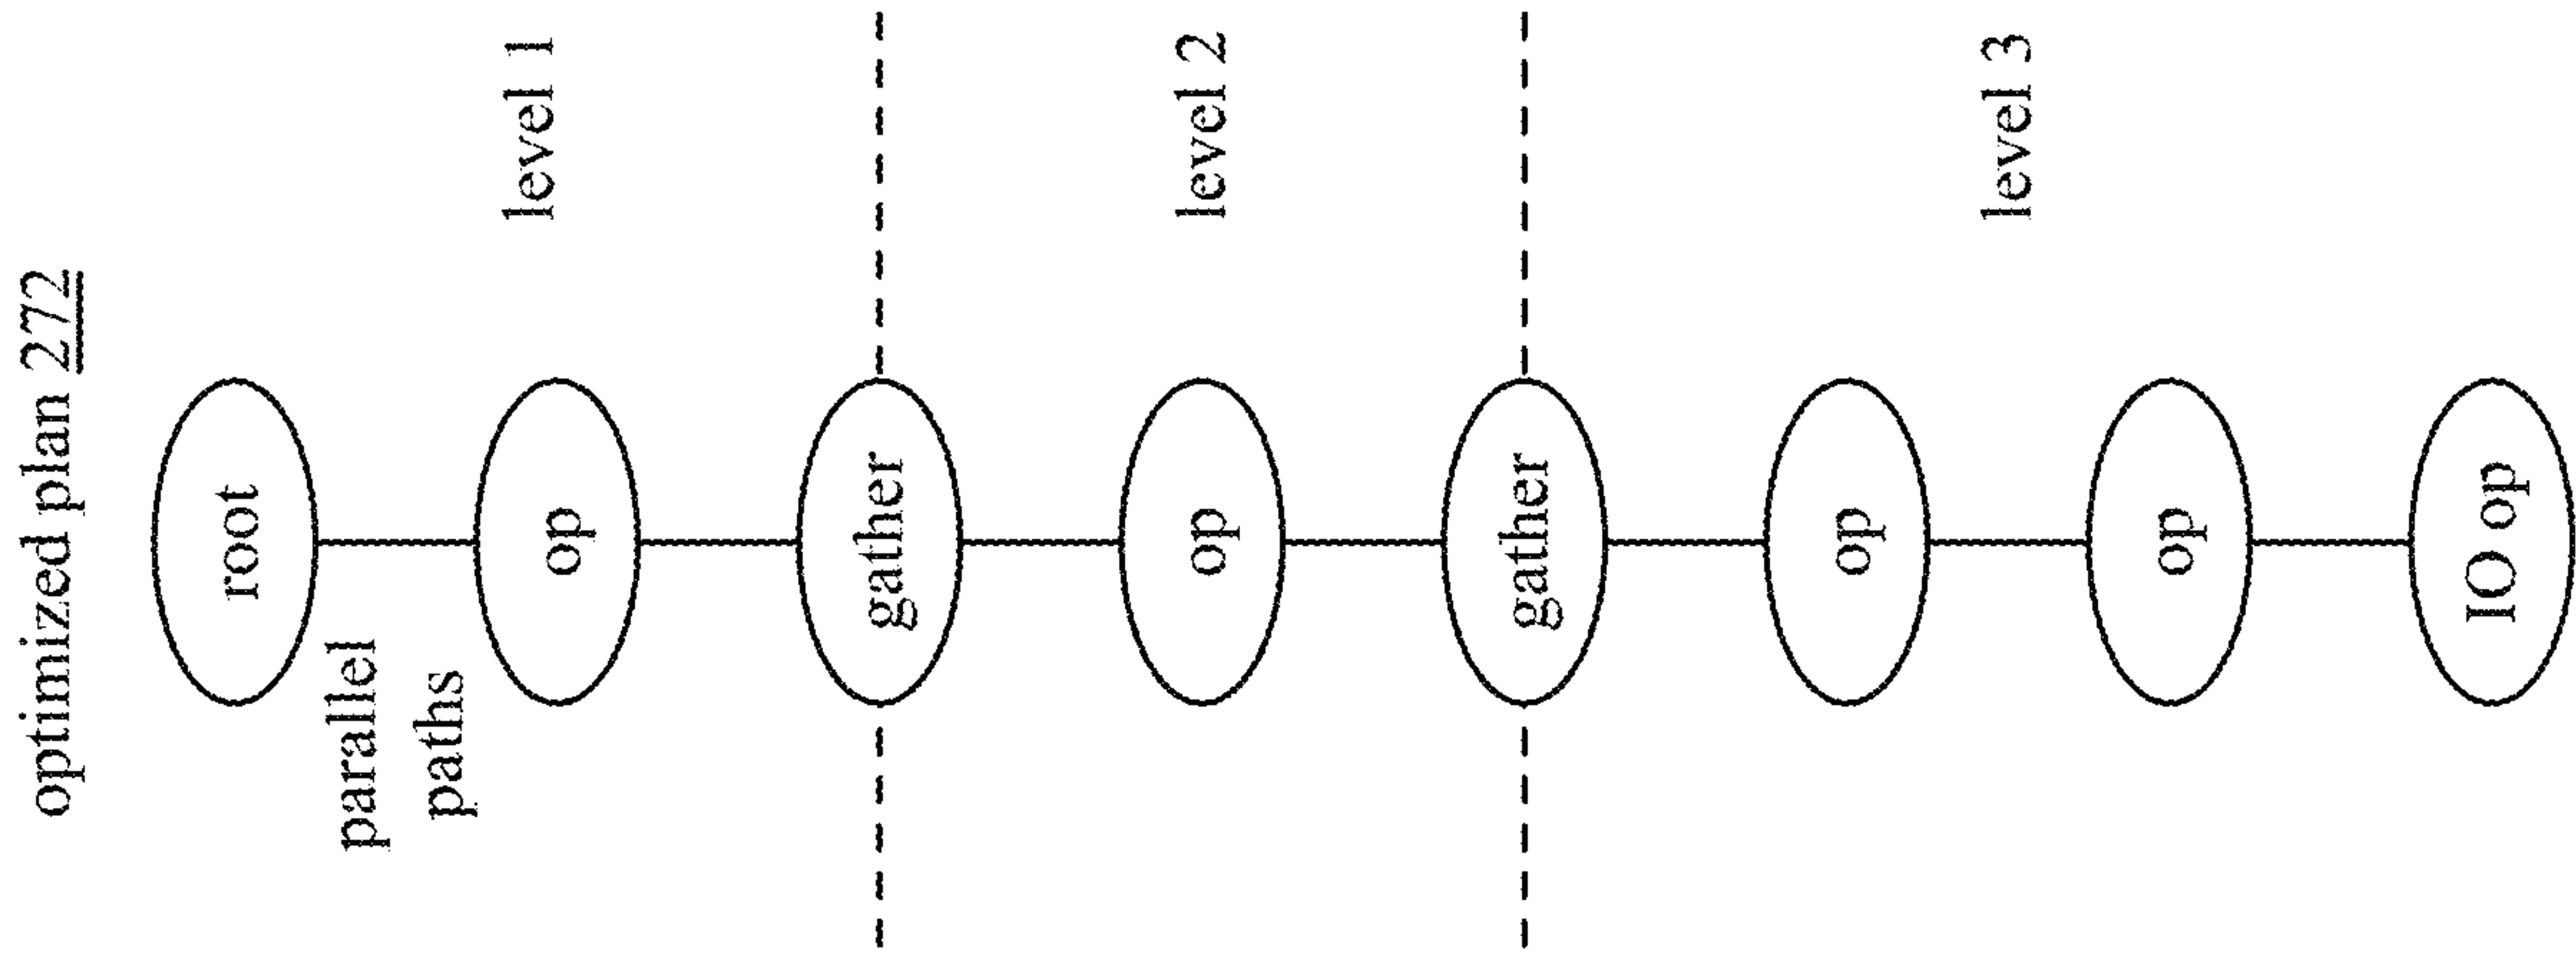 optimized plan 272
root
parallel
paths
op
level 1
gather
op
level 2
gather
op
level 3
op
IO op